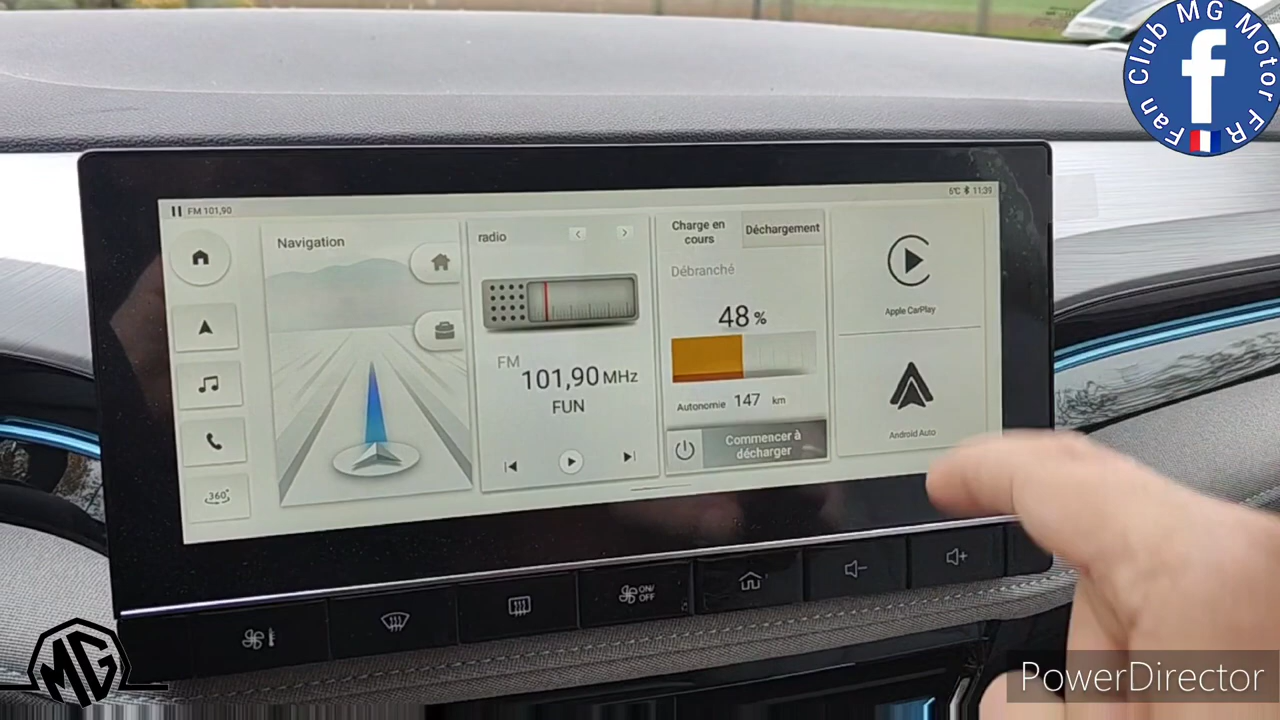 Fan Club MG Motor FR
FM 101,90
6°C 11:39
Navigation
radio
FM
101,90 MHz
FUN
Charge en
cours
Déchargement
Débranché
48 %
Autonomie 147 km
Commencer à
décharger
Apple CarPlay
Android Auto
360°
ON/
OFF
MG
PowerDirector